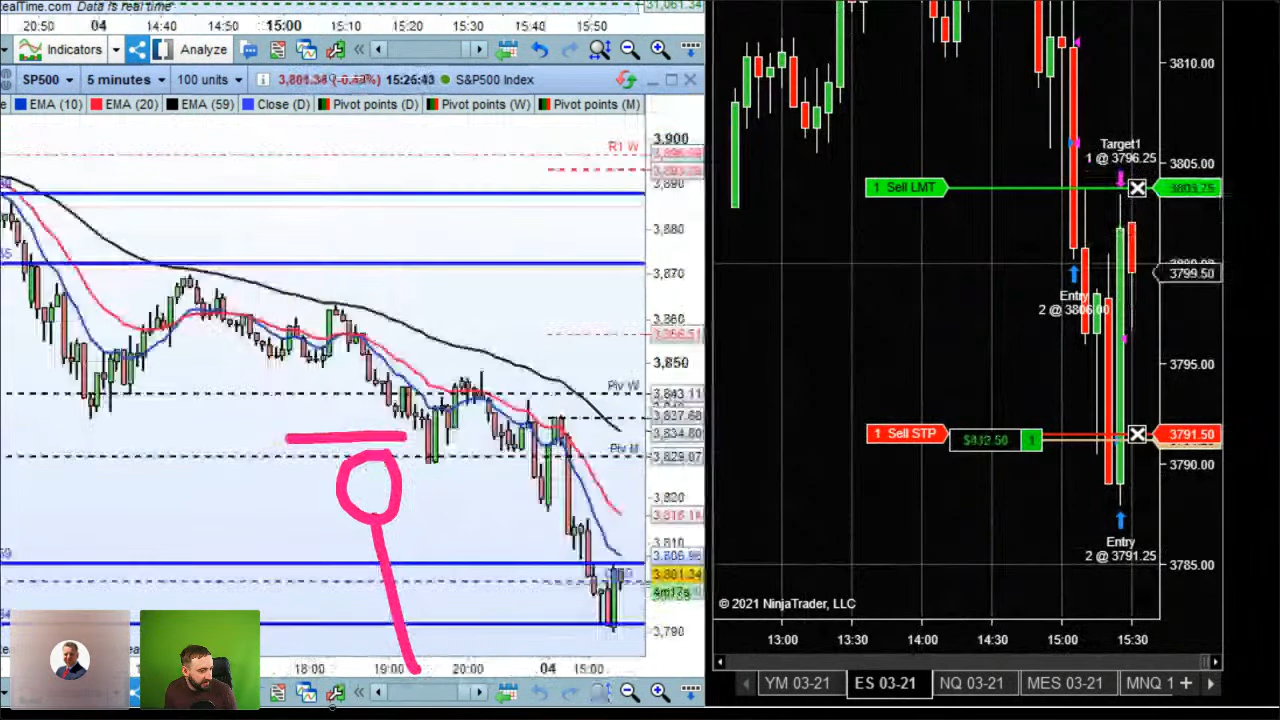 ealTime.com Data is real time
31,061.34
20:50 04 14:40 14:50 15:00 15:10 15:20 15:30 15:40 15:50
Indicators Analyze
SP500 5 minutes 100 units 15:25:43 S&P500 Index
EMA (10) EMA (20) EMA (59) Close (D) Pivot points (D) Pivot points (W) Pivot points (M)
3,900
R1 W
3,890
3,880
3,870
3,860
3,856.51
3,850
Piv W
3,843.11
3,837.68
3,834.80
Piv M
3,829.07
3,820
3,816.14
3,810
3,801.34
4m17s
3,790
18:00 19:00 20:00 04 15:00
3810.00
Target1
1 @ 3796.25
3805.00
1 Sell LMT
3803.75
3799.50
Entry
2 @ 3806.00
3795.00
1 Sell STP
3791.50
3790.00
Entry
2 @ 3791.25
3785.00
© 2021 NinjaTrader, LLC
13:00 13:30 14:00 14:30 15:00 15:30
YM 03-21 ES 03-21 NQ 03-21 MES 03-21 MNQ 1